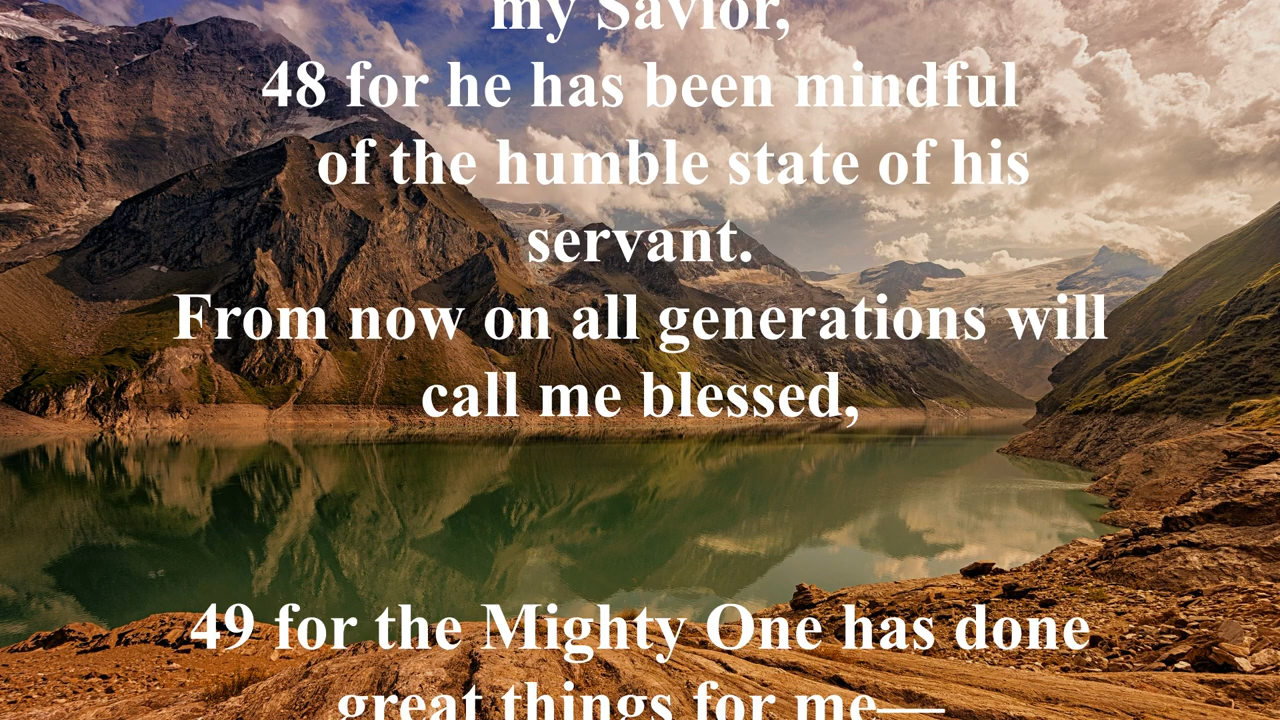 my Savior,
48 for he has been mindful
of the humble state of his
servant.
From now on all generations will
call me blessed,
49 for the Mighty One has done
great things for me—